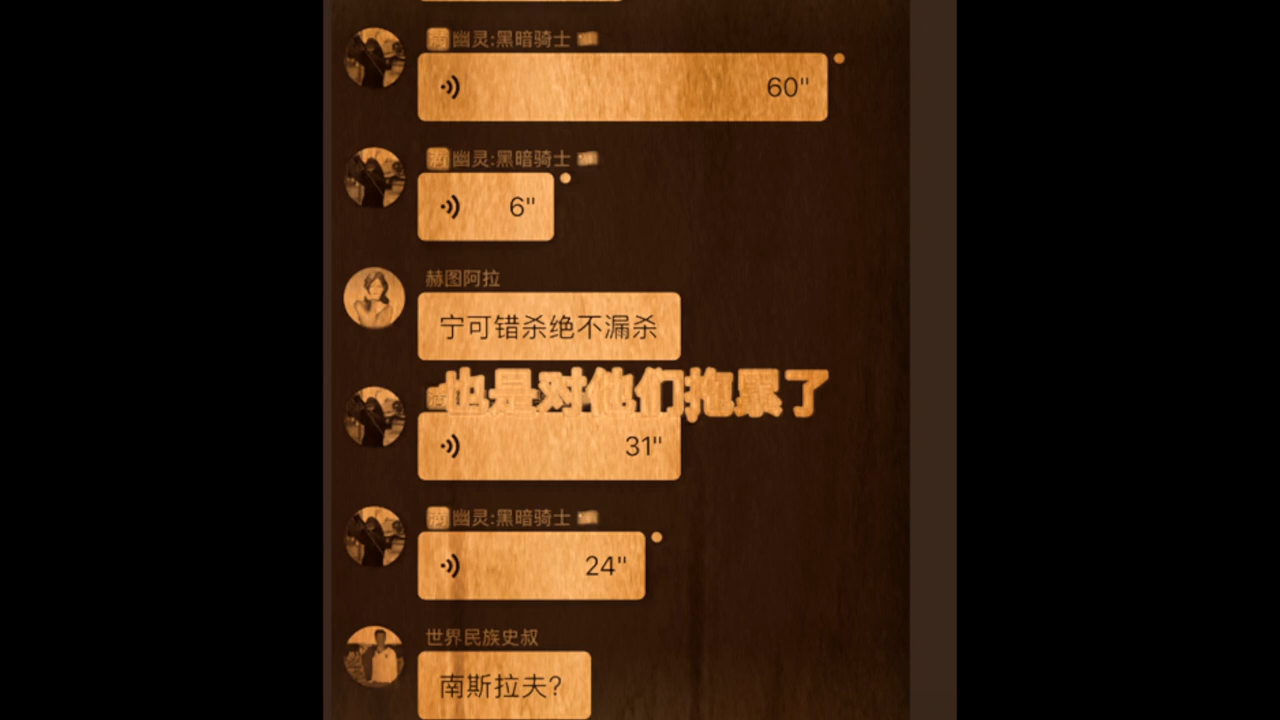 幽灵:黑暗骑士
60"
幽灵:黑暗骑士
6"
赫图阿拉
宁可错杀绝不漏杀
也是对他们拖累了
31"
幽灵:黑暗骑士
24"
世界民族史叔
南斯拉夫?